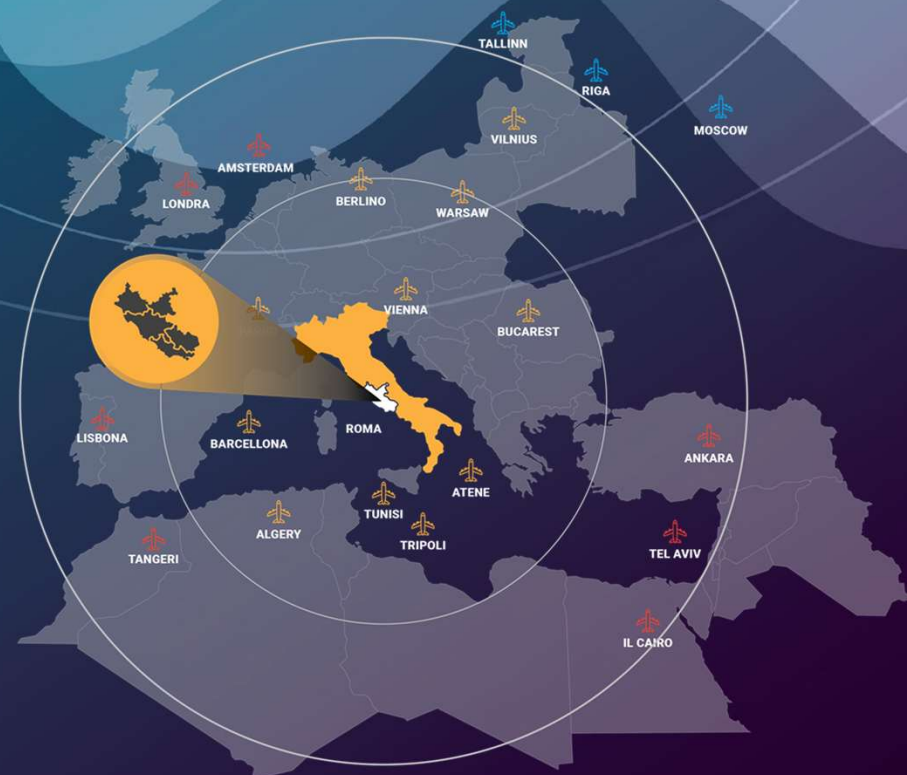 TALLINN
RIGA
MOSCOW
VILNIUS
AMSTERDAM
LONDRA
BERLINO
WARSAW
VIENNA
BUCAREST
LISBONA
BARCELLONA
ROMA
ANKARA
ATENE
TUNISI
ALGERY
TRIPOLI
TANGERI
TEL AVIV
IL CAIRO